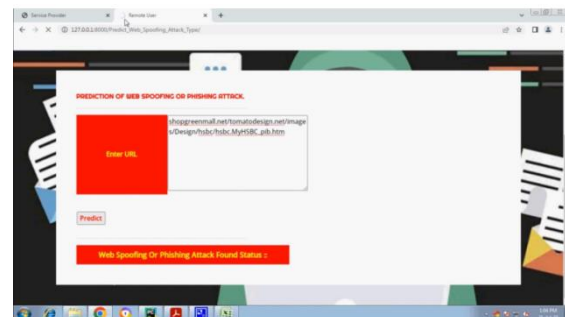 Service Provider
Remote User
127.0.0.1:8000/Predict_Web_Spoofing_Attack_Type/
PREDICTION OF WEB SPOOFING OR PHISHING ATTACK.
Enter URL
shopgreenmall.net/tomatodesign.net/image
s/Design/hsbc/hsbc.MyHSBC_pib.htm
Predict
Web Spoofing Or Phishing Attack Found Status ::